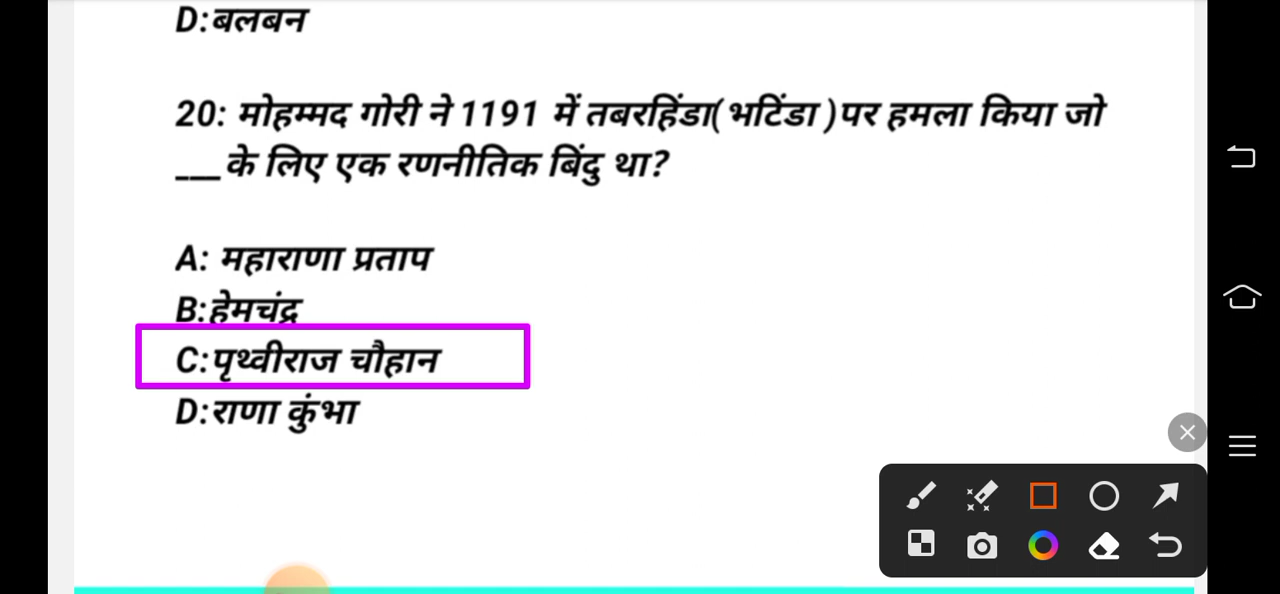 D:बलबन
20: मोहम्मद गोरी ने 1191 में तबरहिंडा( भटिंडा )पर हमला किया जो
___के लिए एक रणनीतिक बिंदु था?
A: महाराणा प्रताप
B:हेमचंद्र
C:पृथ्वीराज चौहान
D:राणा कुंभा